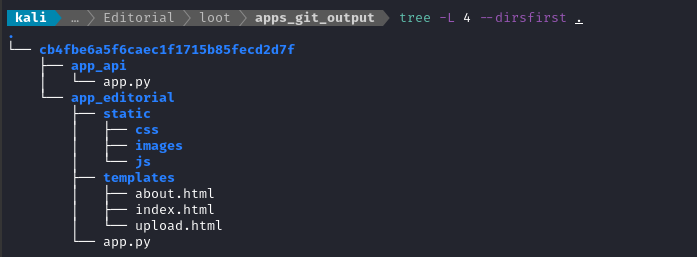 kali … Editorial loot apps_git_output tree -L 4 --dirsfirst .
.
└── cb4fbe6a5f6caec1f1715b85fecd2d7f
    ├── app_api
    │   └── app.py
    └── app_editorial
        ├── static
        │   ├── css
        │   ├── images
        │   └── js
        ├── templates
        │   ├── about.html
        │   ├── index.html
        │   └── upload.html
        └── app.py